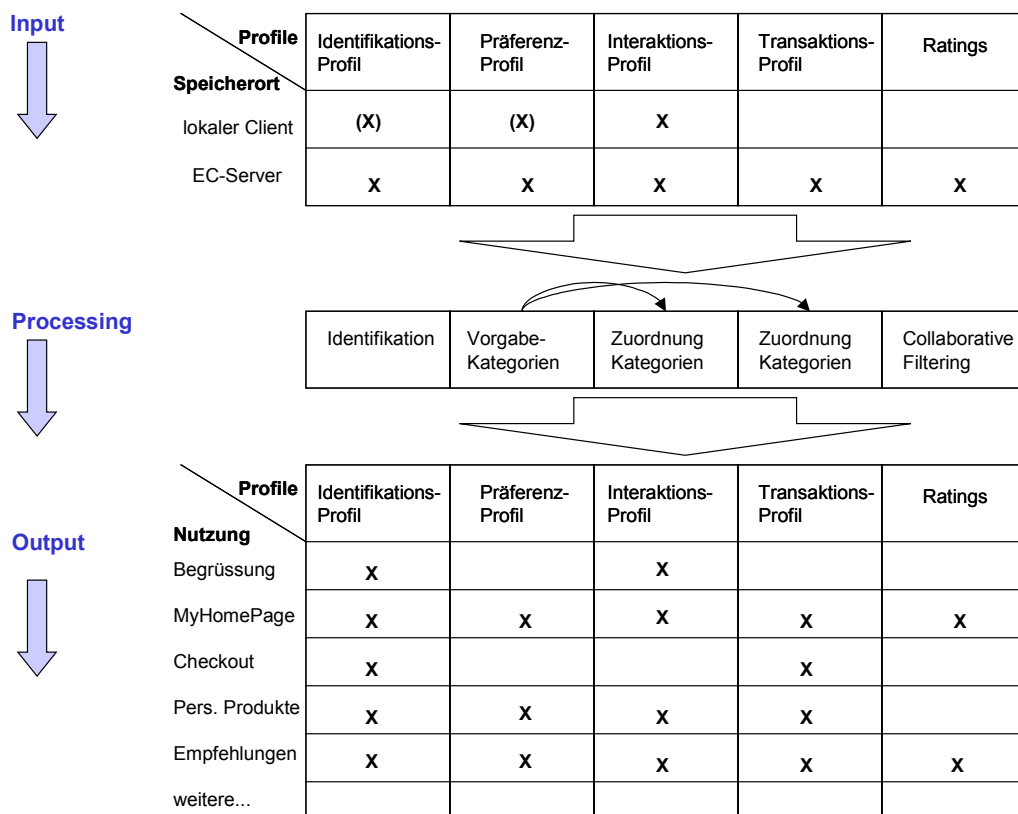 Input
Profile
Identifikations-
Profil
Präferenz-
Profil
Interaktions-
Profil
Transaktions-
Profil
Ratings
Speicherort
lokaler Client
(X) (X) X
EC-Server
X X X X X
Processing
Identifikation
Vorgabe-
Kategorien
Zuordnung
Kategorien
Zuordnung
Kategorien
Collaborative
Filtering
Output
Profile
Identifikations-
Profil
Präferenz-
Profil
Interaktions-
Profil
Transaktions-
Profil
Ratings
Nutzung
Begrüssung
X X
MyHomePage
X X X X X
Checkout
X X
Pers. Produkte
X X X X
Empfehlungen
X X X X X
weitere...